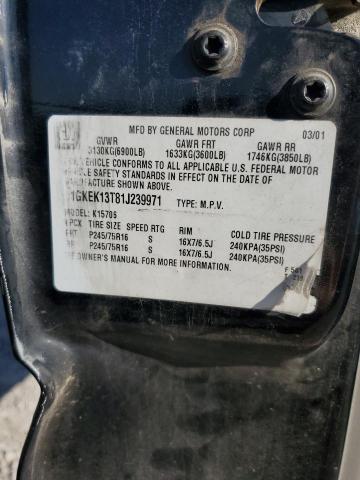 MFD BY GENERAL MOTORS CORP 03/01
GVWR GAWR FRT GAWR RR
3130KG(6900LB) 1633KG(3600LB) 1746KG(3850LB)
VEHICLE CONFORMS TO ALL APPLICABLE U.S. FEDERAL MOTOR
VEHICLE SAFETY STANDARDS IN EFFECT ON THE DATE OF
MANUFACTURE SHOWN ABOVE.
1GKEK13T81J239971 TYPE: M.P.V.
MODEL: K15706
TIRE SIZE SPEED RTG RIM COLD TIRE PRESSURE
FRT P245/75R16 S 16X7/6.5J 240KPA(35PSI)
RR P245/75R16 S 16X7/6.5J 240KPA(35PSI)
SEE OWNER'S MANUAL FOR MORE INFORMATION.